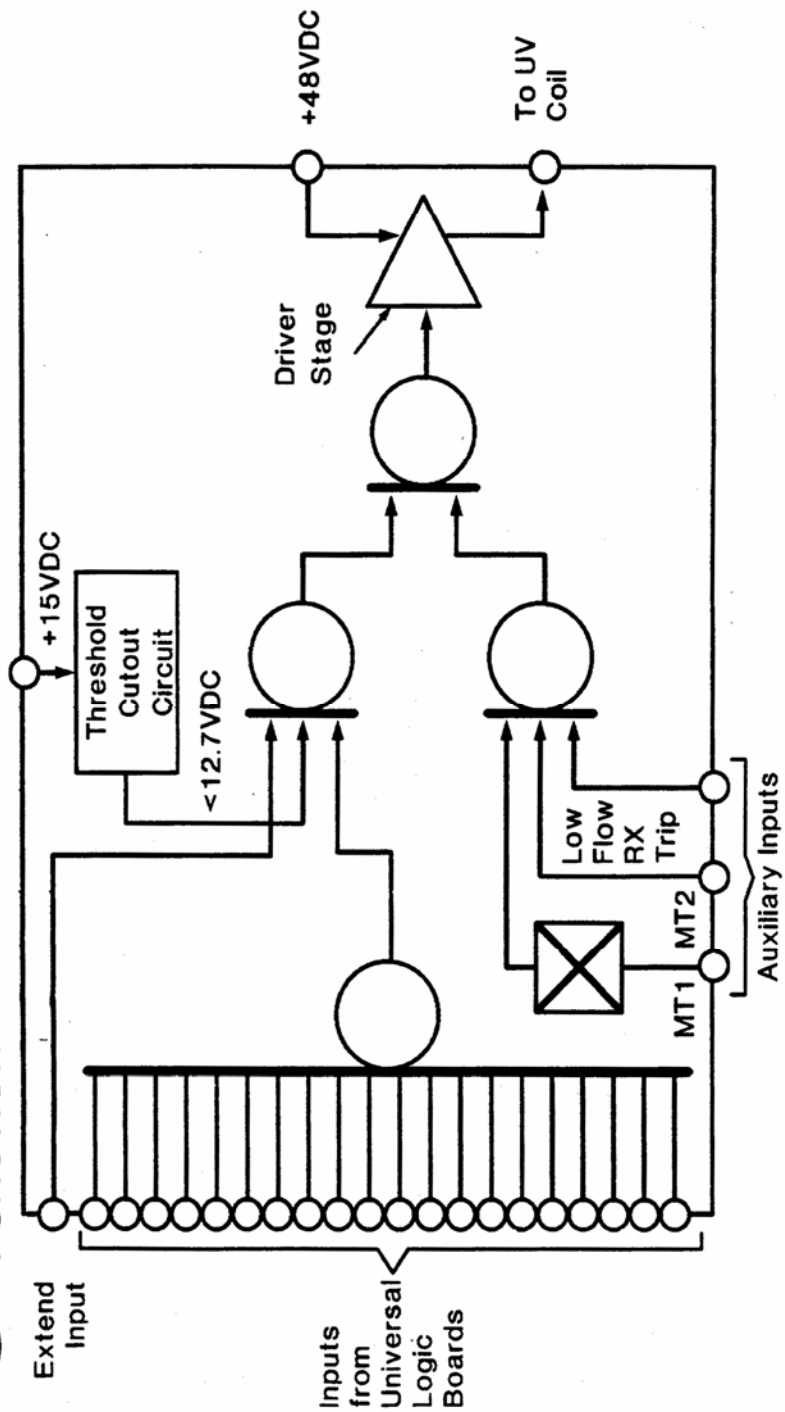 Extend
Input
Inputs
from
Universal
Logic
Boards
+15VDC
Threshold
Cutout
Circuit
<12.7VDC
Driver
Stage
+48VDC
To UV
Coil
Low
Flow
RX
Trip
MT1
MT2
Auxiliary Inputs